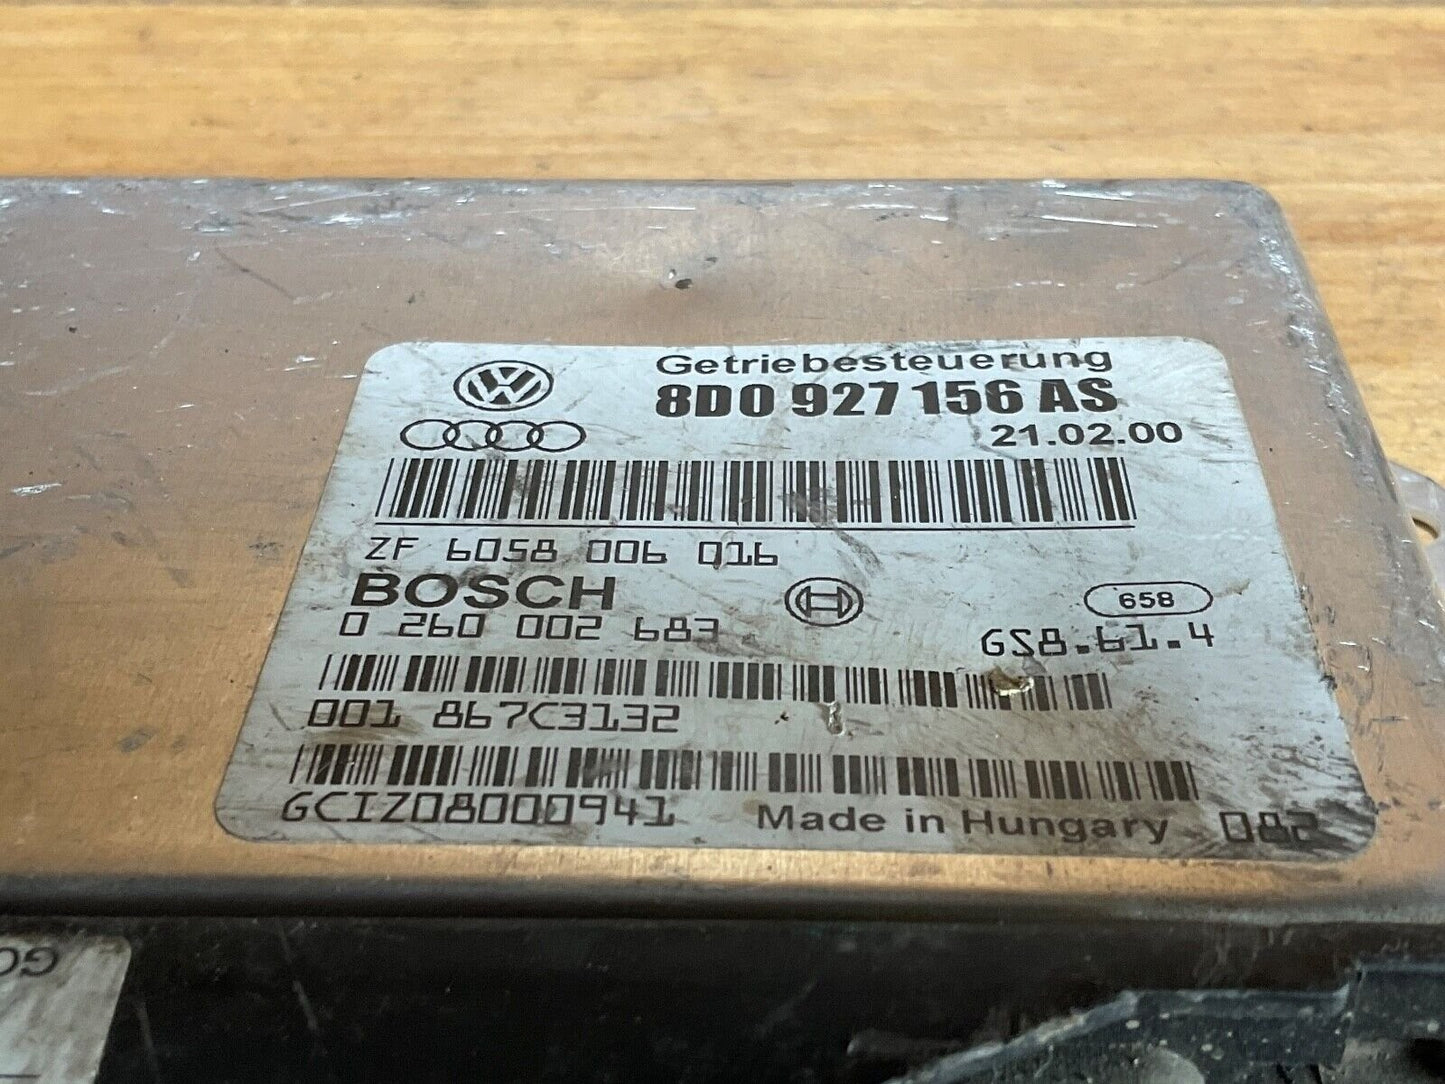 Getriebesteuerung
8D0 927 156 AS
21.02.00
ZF 6058 006 016
BOSCH
658
0 260 002 683
GS8.61.4
001 867C3132
GCIZ08000941
Made in Hungary
082